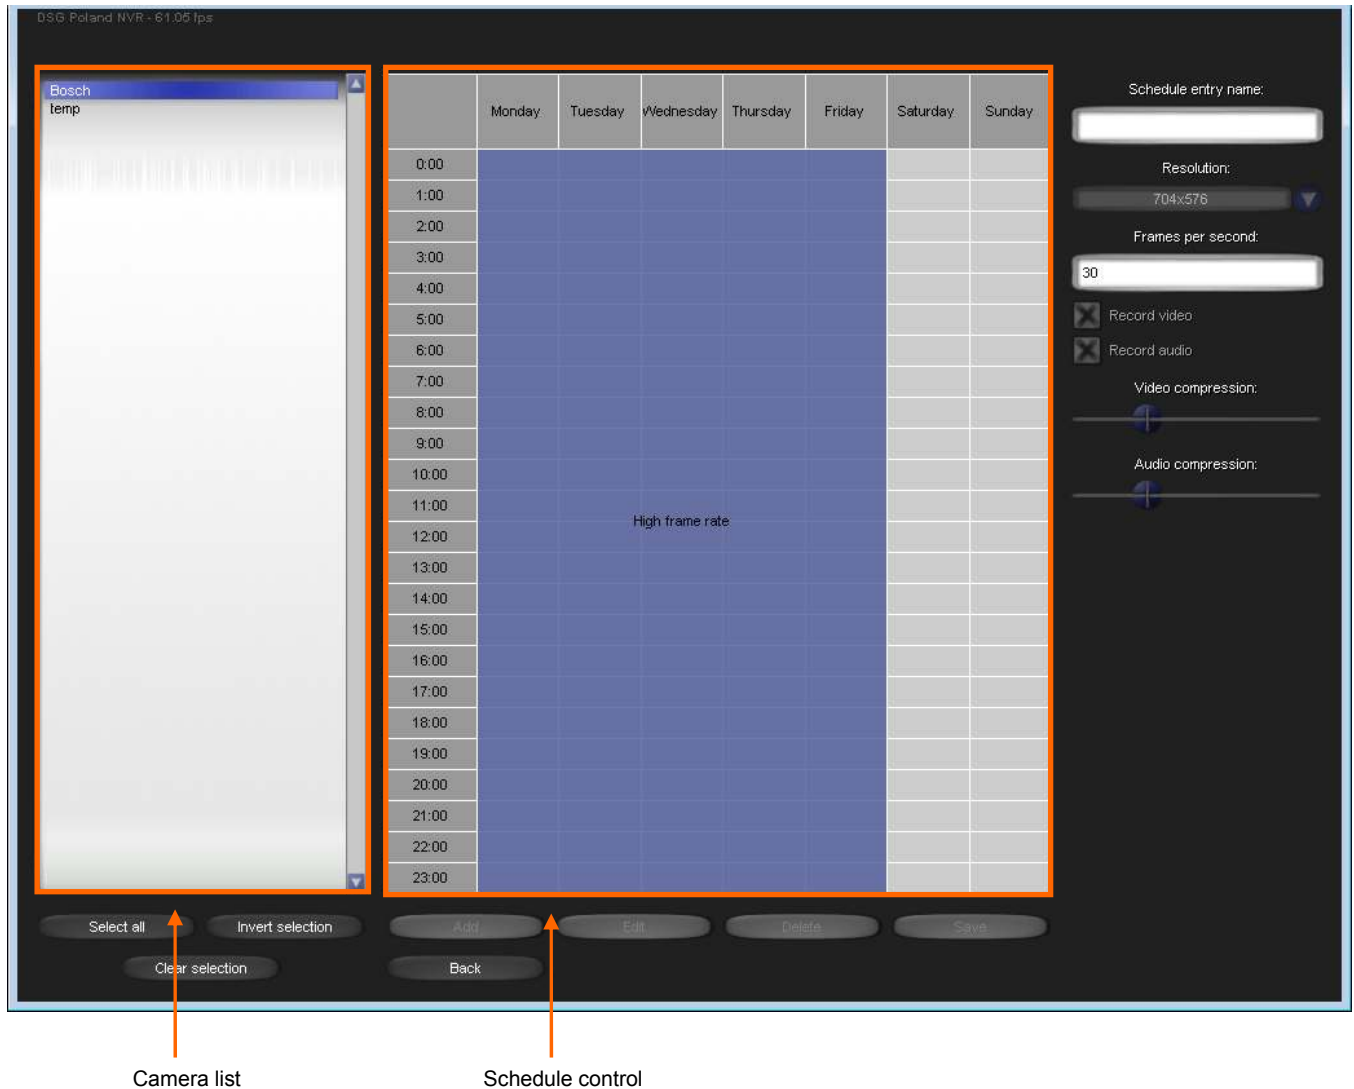 DSG Poland NVR - 61.05 fps
Bosch
temp
Monday Tuesday Wednesday Thursday Friday Saturday Sunday
0:00
1:00
2:00
3:00
4:00
5:00
6:00
7:00
8:00
9:00
10:00
11:00
12:00
13:00
14:00
15:00
16:00
17:00
18:00
19:00
20:00
21:00
22:00
23:00
High frame rate
Schedule entry name:
Resolution:
704x576
Frames per second:
30
Record video
Record audio
Video compression:
Audio compression:
Select all Invert selection Add Edit Delete Save
Clear selection Back
Camera list Schedule control